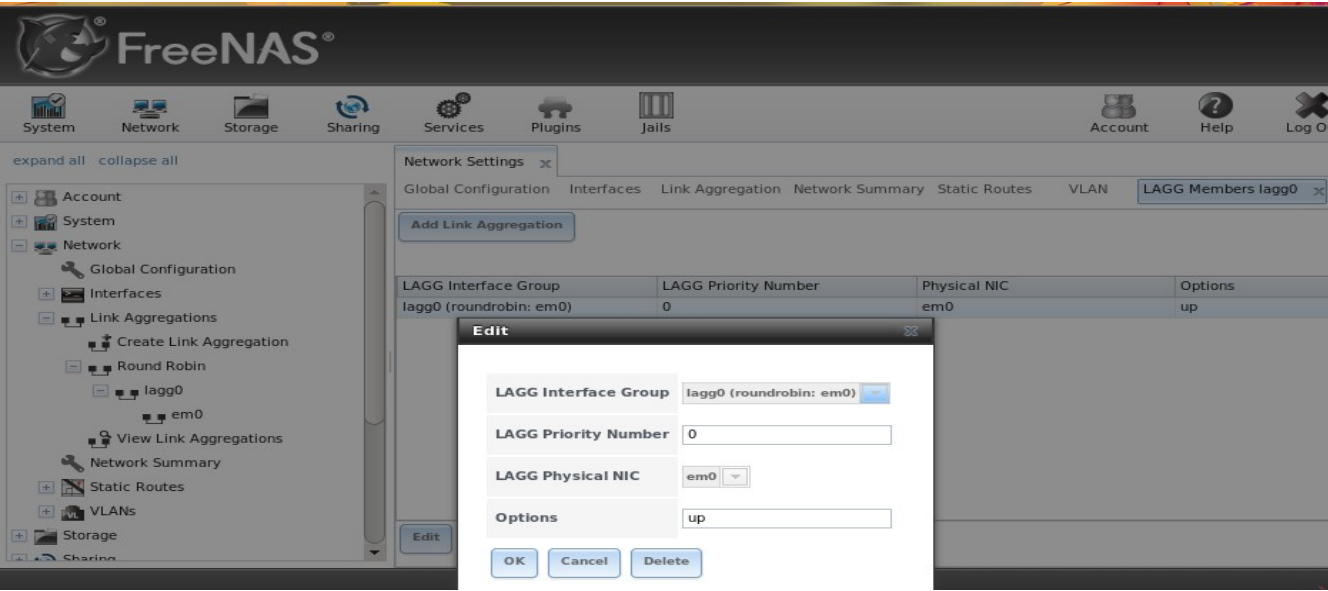 FreeNAS®
System Network Storage Sharing Services Plugins Jails Account Help Log O
expand all collapse all
Account
System
Network
Global Configuration
Interfaces
Link Aggregations
Create Link Aggregation
Round Robin
lagg0
em0
View Link Aggregations
Network Summary
Static Routes
VLANs
Storage
Sharing
Network Settings x
Global Configuration Interfaces Link Aggregation Network Summary Static Routes VLAN LAGG Members lagg0 x
Add Link Aggregation
LAGG Interface Group LAGG Priority Number Physical NIC Options
lagg0 (roundrobin: em0) 0 em0 up
Edit
LAGG Interface Group lagg0 (roundrobin: em0)
LAGG Priority Number 0
LAGG Physical NIC em0
Options up
OK Cancel Delete
Edit